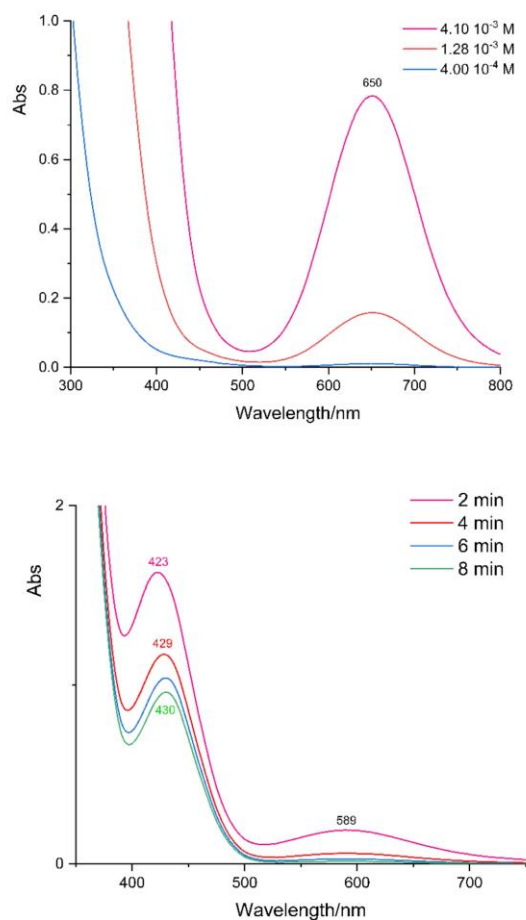 1.0
0.8
0.6
0.4
0.2
0.0
Abs
650
4.10 10⁻³ M
1.28 10⁻³ M
4.00 10⁻⁴ M
300 400 500 600 700 800
Wavelength/nm
2
0
Abs
423
429
430
589
2 min
4 min
6 min
8 min
400 500 600 700
Wavelength/nm